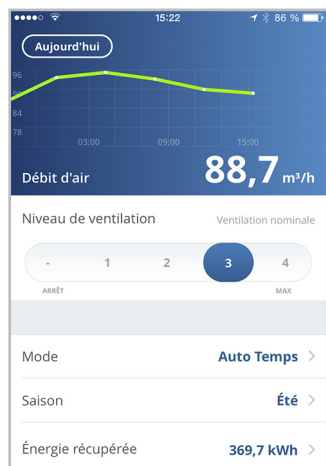 15:22 86 %
Aujourd'hui
96
90
84
78
03:00 09:00 15:00
Débit d'air 88,7 m³/h
Niveau de ventilation Ventilation nominale
- 1 2 3 4
ARRÊT MAX
Mode Auto Temps
Saison Été
Énergie récupérée 369,7 kWh